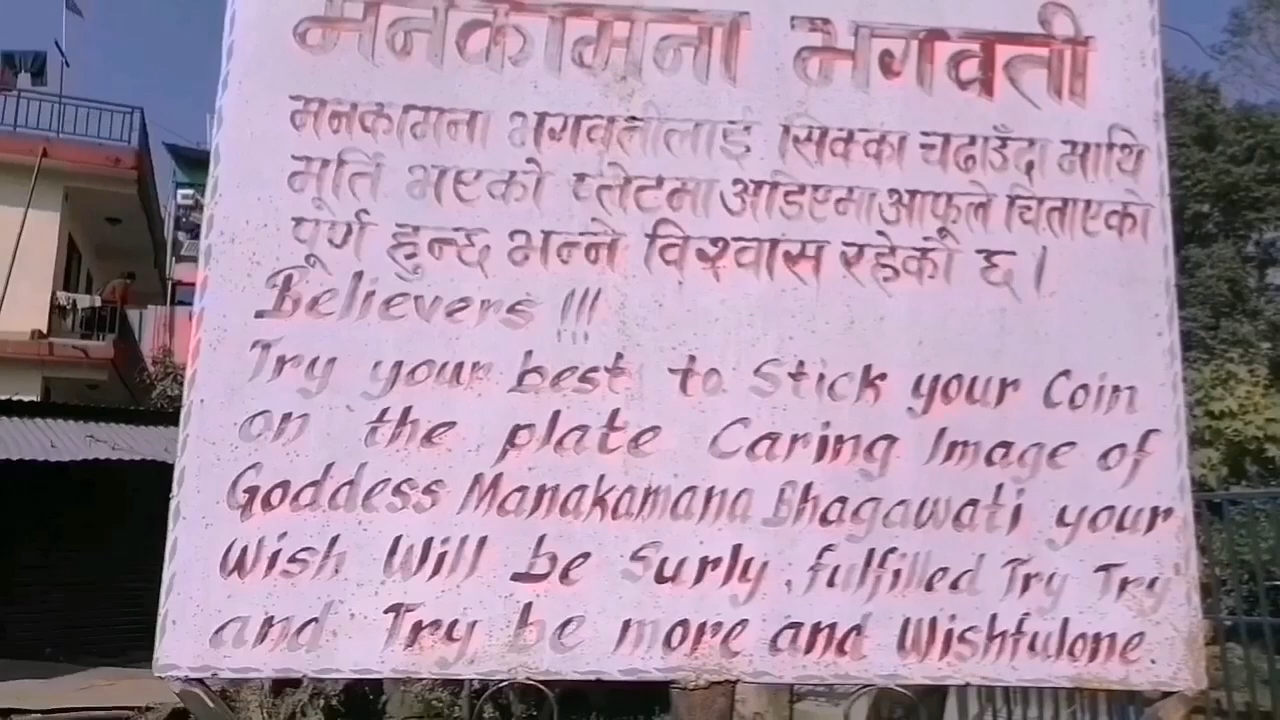 मनकामना भगवती
मनकामना भगवतीलाई सिक्का चढाउँदा माथि
मूर्ति भएको प्लेटमा अडिएमा आफूले चिताएको
पूर्ण हुन्छ भन्ने विश्वास रहेको छ।
Believers !!!
Try your best to Stick your Coin
on the plate Caring Image of
Goddess Manakamana Bhagawati your
Wish Will be Surly fulfilled Try Try
and Try be more and Wishfulone